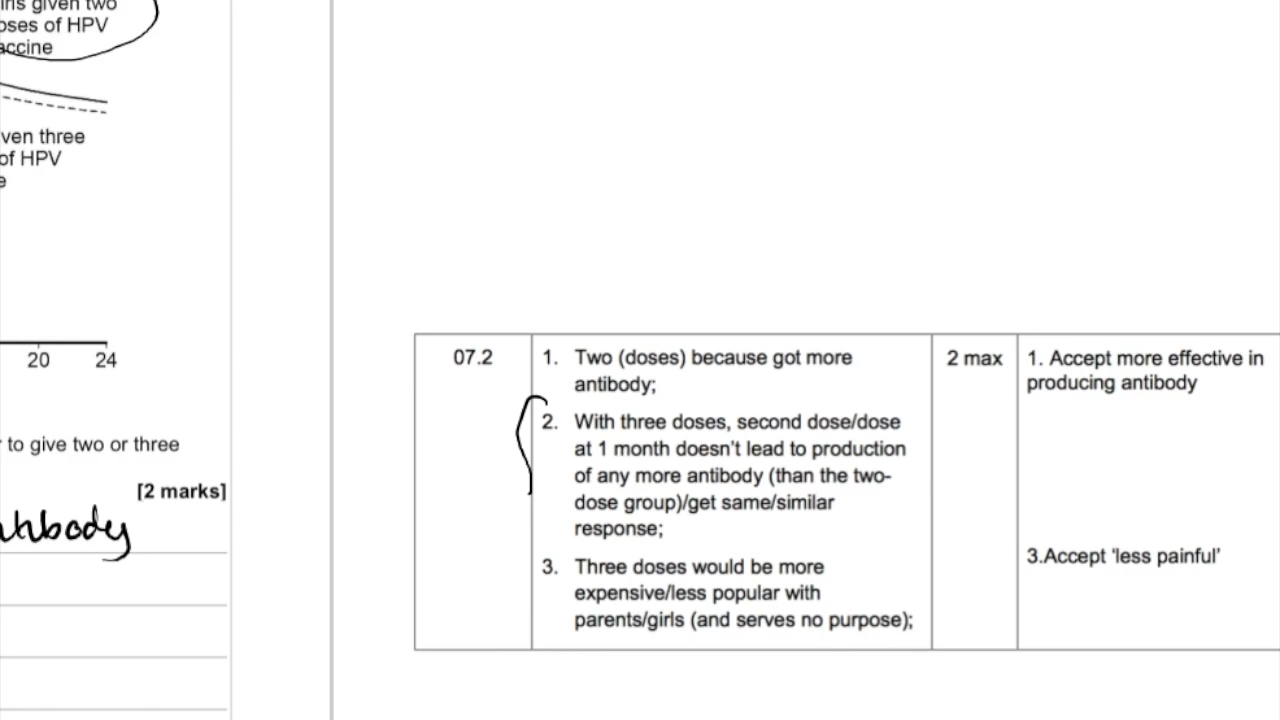 girls given two
doses of HPV
vaccine
ven three
of HPV
e
20 24
to give two or three
[2 marks]
antibody
07.2
1. Two (doses) because got more
antibody;
2. With three doses, second dose/dose
at 1 month doesn't lead to production
of any more antibody (than the two-
dose group)/get same/similar
response;
3. Three doses would be more
expensive/less popular with
parents/girls (and serves no purpose);
2 max
1. Accept more effective in
producing antibody
3.Accept 'less painful'